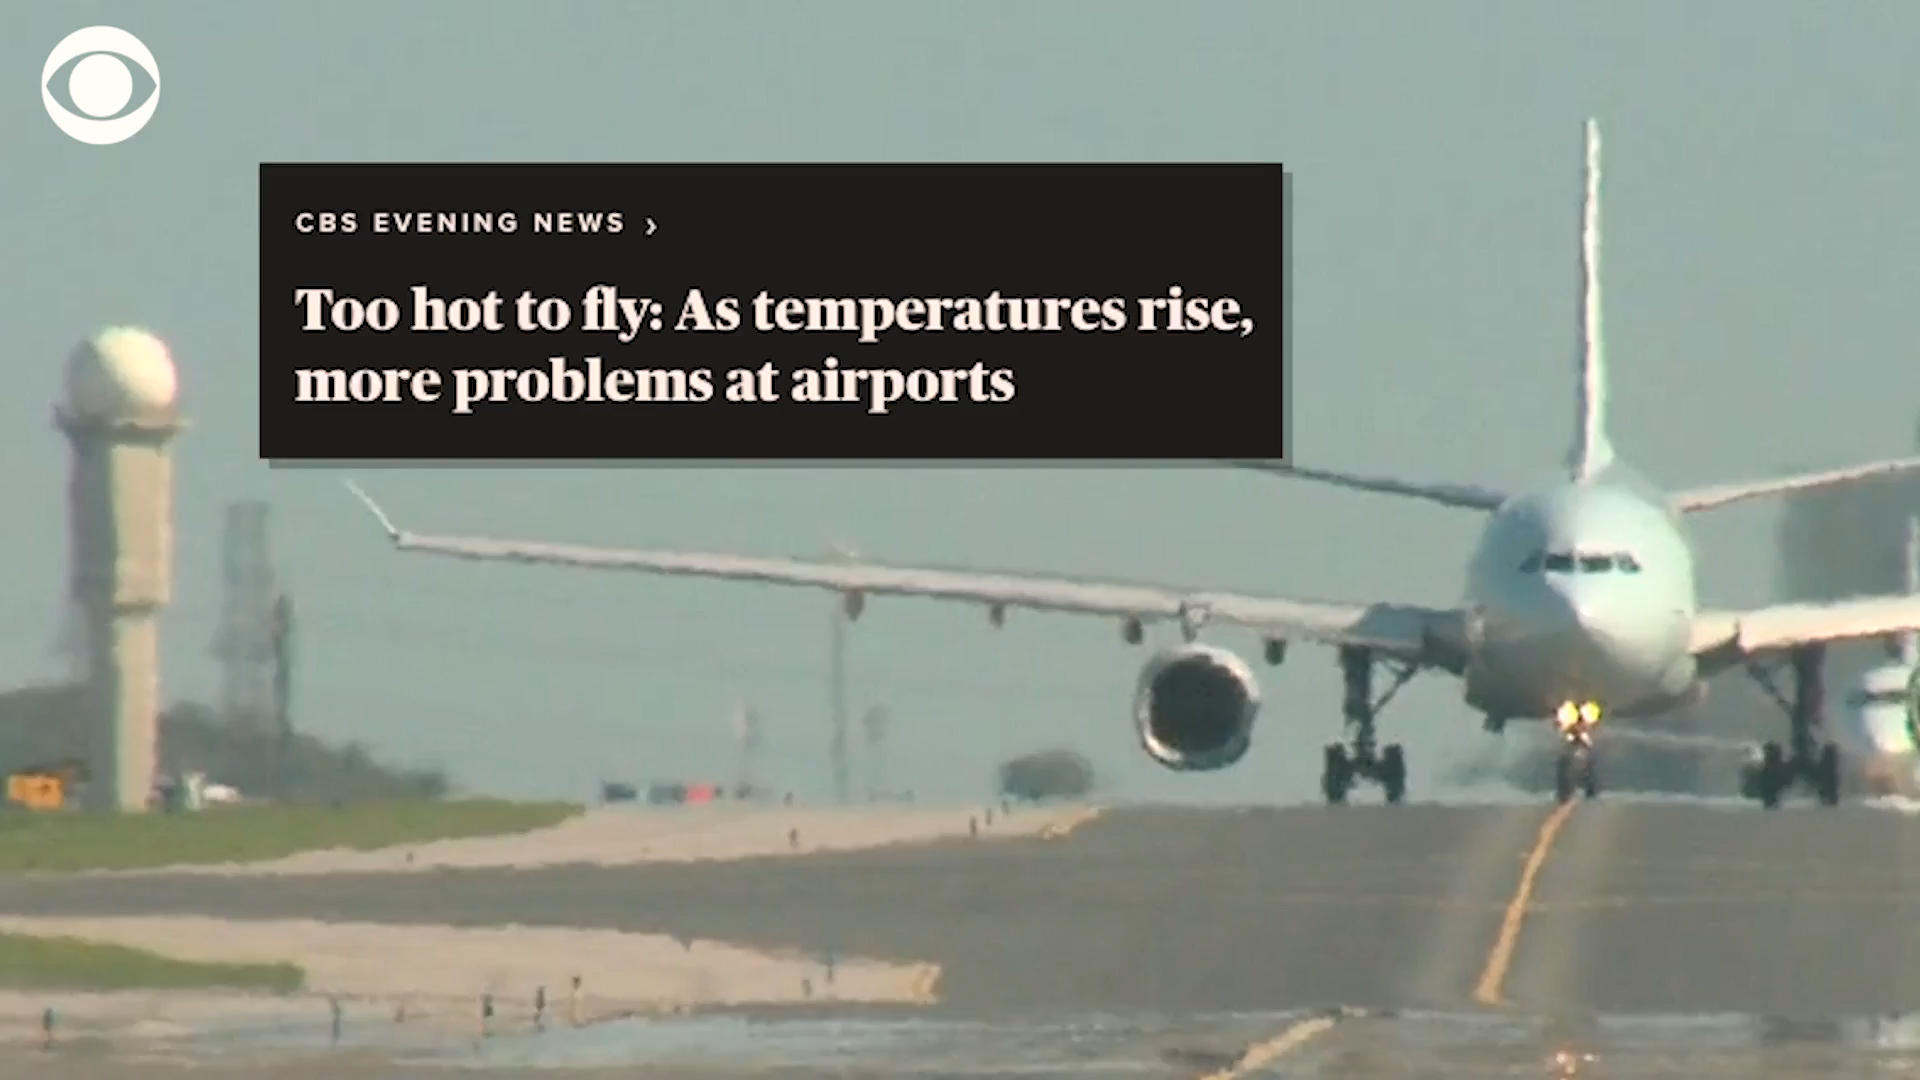 CBS EVENING NEWS ›
Too hot to fly: As temperatures rise,
more problems at airports